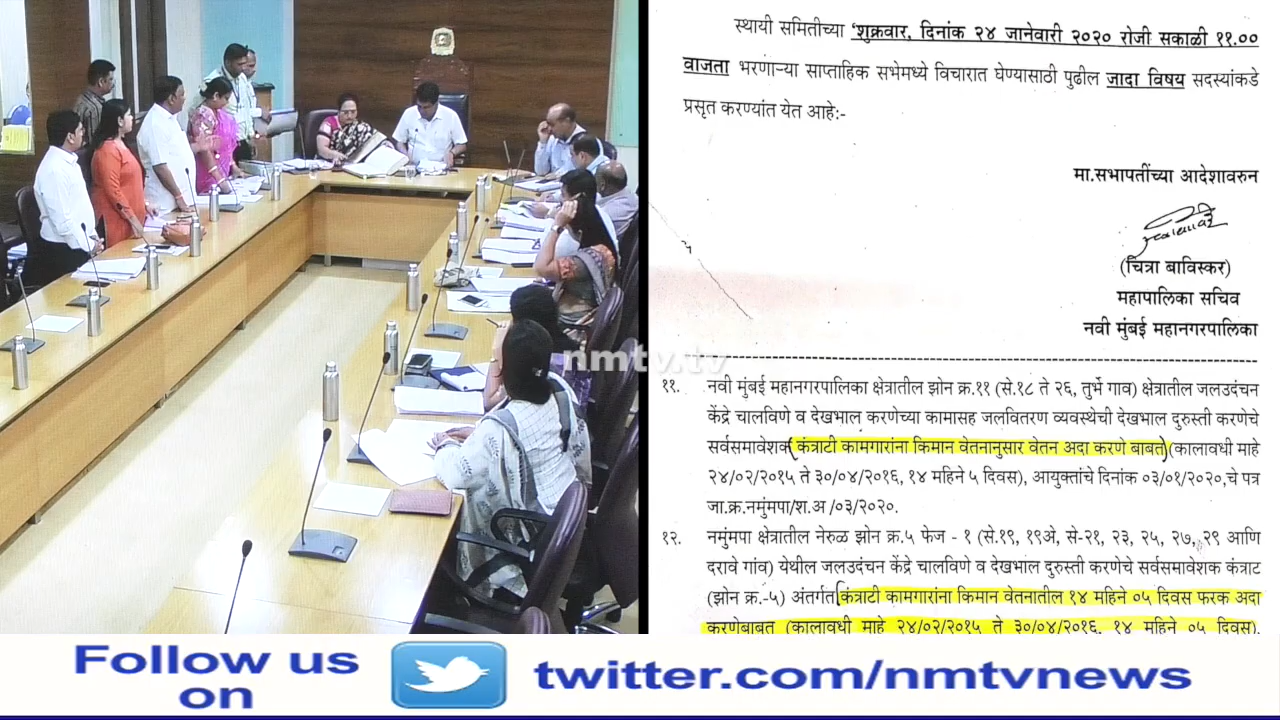 स्थायी समितीच्या 'शुक्रवार, दिनांक २४ जानेवारी २०२० रोजी सकाळी ११.००
वाजता भरणाऱ्या साप्ताहिक सभेमध्ये विचारात घेण्यासाठी पुढील जादा विषय सदस्यांकडे
प्रसृत करण्यांत येत आहे:-
मा.सभापतींच्या आदेशावरुन
(चित्रा बाविस्कर)
महापालिका सचिव
नवी मुंबई महानगरपालिका
nmtv.tv
११. नवी मुंबई महानगरपालिका क्षेत्रातील झोन क्र.११ (से.१८ ते २६, तुर्भे गाव) क्षेत्रातील जलउदंचन
केंद्रे चालविणे व देखभाल करणेच्या कामासह जलवितरण व्यवस्थेची देखभाल दुरुस्ती करणेचे
सर्वसमावेशक (कंत्राटी कामगारांना किमान वेतनानुसार वेतन अदा करणे बाबत) (कालावधी माहे
२४/०२/२०१५ ते ३०/०४/२०१६, १४ महिने ५ दिवस), आयुक्तांचे दिनांक ०३/०१/२०२०,चे पत्र
जा.क्र.नमुंमपा/श.अ /०३/२०२०.
१२. नमुंमपा क्षेत्रातील नेरुळ झोन क्र.५ फेज - १ (से.१९, १९अे, से-२१, २३, २५, २७, २९ आणि
दरावे गांव) येथील जलउदंचन केंद्रे चालविणे व देखभाल दुरुस्ती करणेचे सर्वसमावेशक कंत्राट
(झोन क्र.-५) अंतर्गत (कंत्राटी कामगारांना किमान वेतनातील १४ महिने ०५ दिवस फरक अदा
करणेबाबत (कालावधी माहे २४/०२/२०१५ ते ३०/०४/२०१६, १४ महिने ०५ दिवस),
Follow us
on
twitter.com/nmtvnews